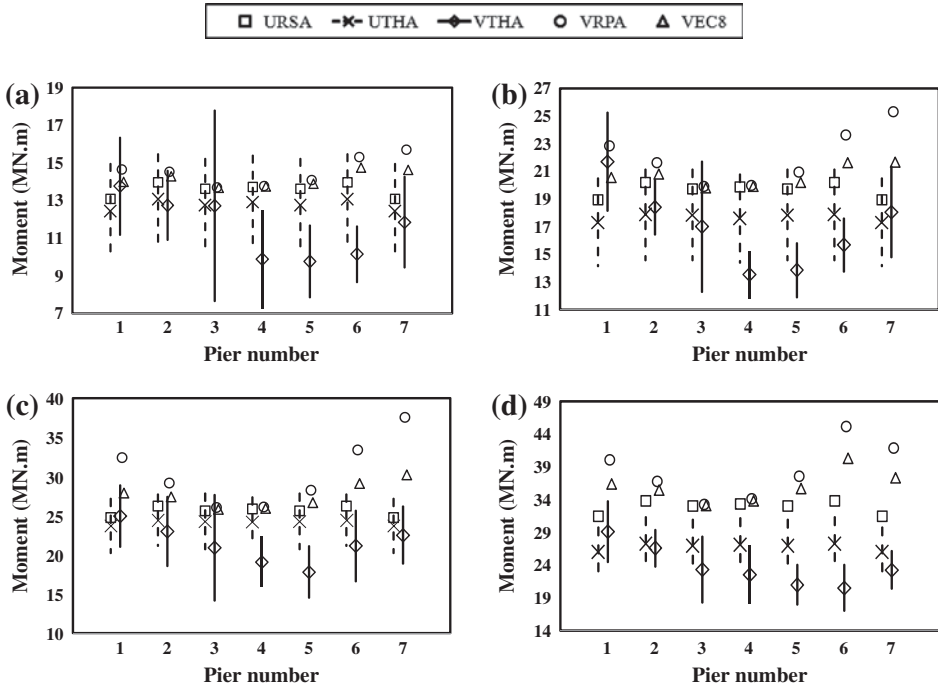 URSA UTHA VTHA VRPA VEC8
(a)
Moment (MN.m)
19
17
15
13
11
9
7
1 2 3 4 5 6 7
Pier number
(b)
Moment (MN.m)
27
25
23
21
19
17
15
13
11
1 2 3 4 5 6 7
Pier number
(c)
Moment (MN.m)
40
35
30
25
20
15
10
1 2 3 4 5 6 7
Pier number
(d)
Moment (MN.m)
49
44
39
34
29
24
19
14
1 2 3 4 5 6 7
Pier number